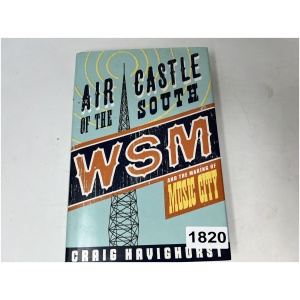 AIR CASTLE
OF THE SOUTH
WSM
AND THE MAKING OF
MUSIC CITY
1820
CRAIG HAVIGHURST